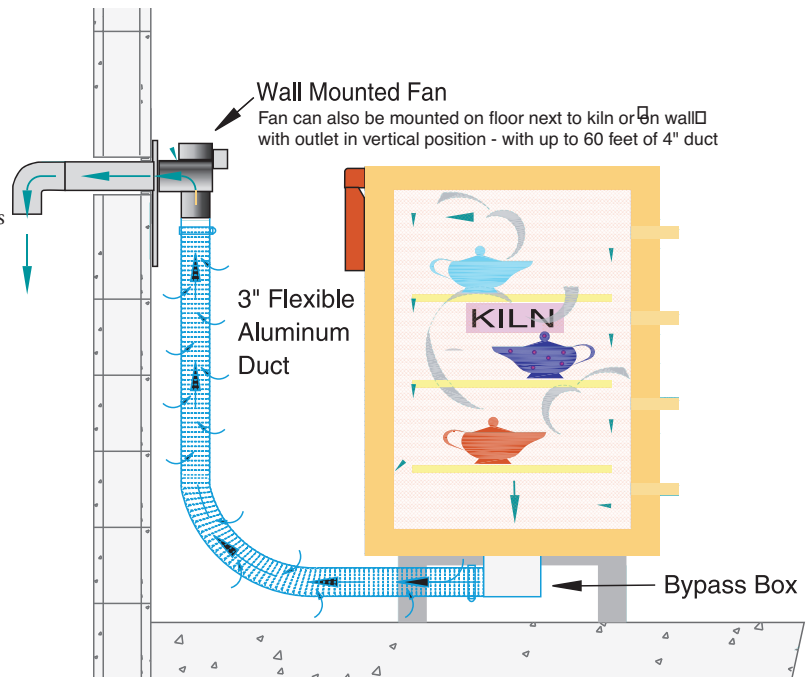 Wall Mounted Fan
Fan can also be mounted on floor next to kiln or on wall
with outlet in vertical position - with up to 60 feet of 4" duct
s
3" Flexible
Aluminum
Duct
KILN
Bypass Box